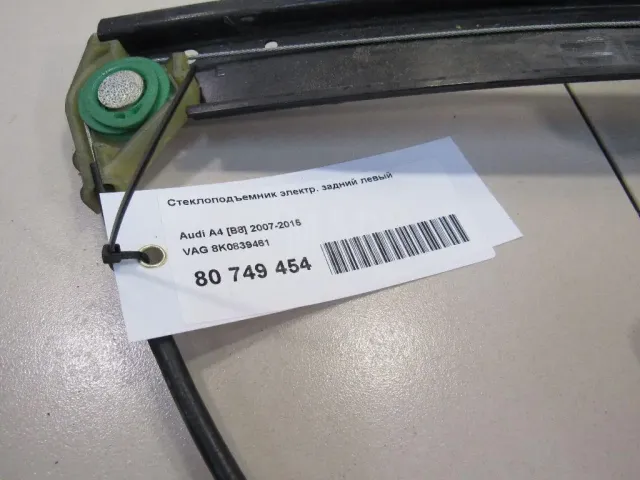 Стеклоподъемник электр. задний левый
Audi A4 [B8] 2007-2015
VAG 8K0839461
80 749 454